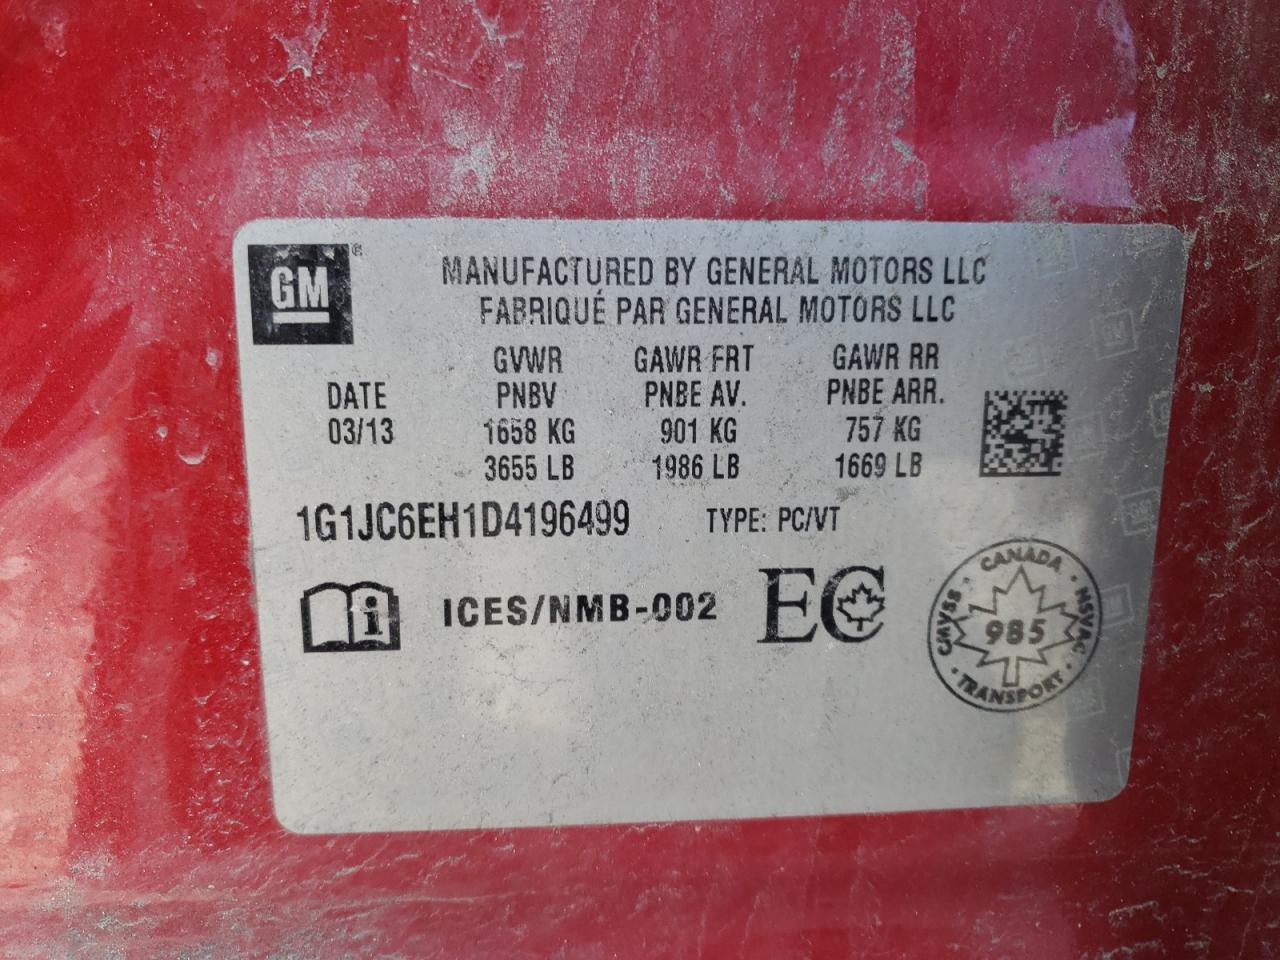 GM®
MANUFACTURED BY GENERAL MOTORS LLC
FABRIQUÉ PAR GENERAL MOTORS LLC
GVWR GAWR FRT GAWR RR
DATE PNBV PNBE AV. PNBE ARR.
03/13 1658 KG 901 KG 757 KG
3655 LB 1986 LB 1669 LB
1G1JC6EH1D4196499 TYPE: PC/VT
i ICES/NMB-002 EC
CANADA
CMVSS 985 NSVAC
TRANSPORT